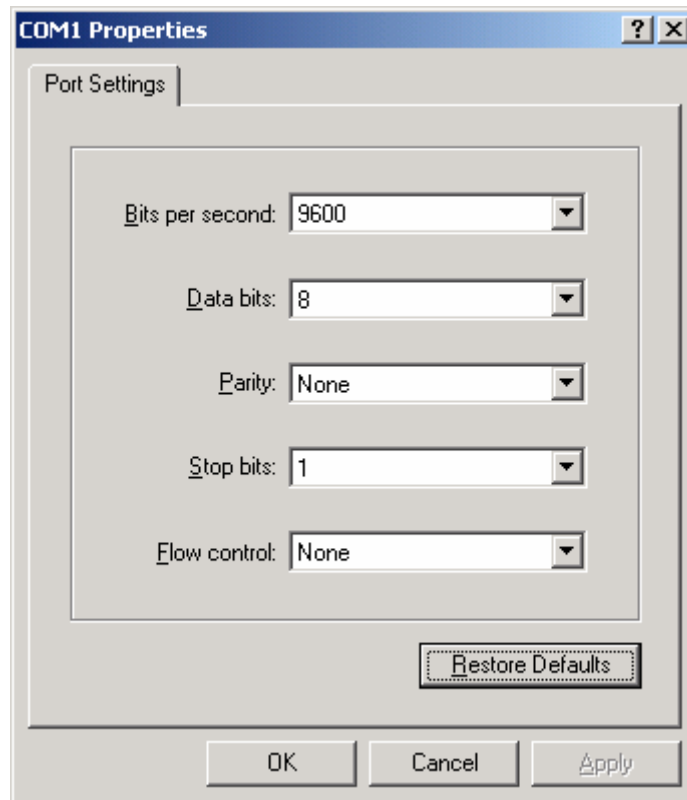 COM1 Properties
Port Settings
Bits per second: 9600
Data bits: 8
Parity: None
Stop bits: 1
Flow control: None
Restore Defaults
OK Cancel Apply